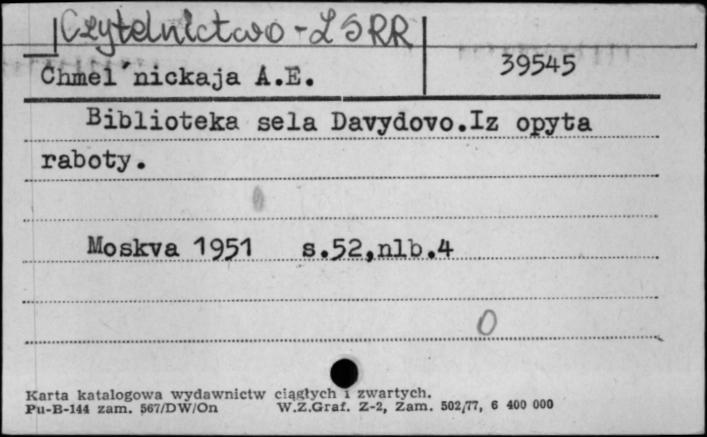 Czytelnictwo - ZSRR
Chmel'nickaja A.E. 39545
Biblioteka sela Davydovo.Iz opyta
raboty.
Moskva 1951 s.52,nlb.4
0
Karta katalogowa wydawnictw ciągłych i zwartych.
Pu-B-144 zam. 567/DW/On W.Z.Graf. Z-2, Zam. 502/77, 6 400 000